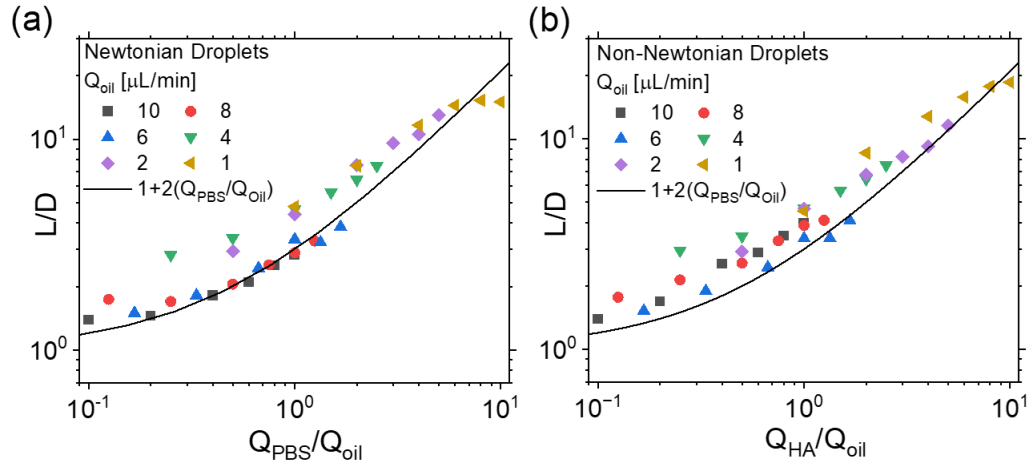 (a)
Newtonian Droplets
Q_oil [μL/min]
10 8
6 4
2 1
1+2(Q_PBS/Q_Oil)
L/D
10^1
10^0
10^-1 10^0 10^1
Q_PBS/Q_oil
(b)
Non-Newtonian Droplets
Q_oil [μL/min]
10 8
6 4
2 1
1+2(Q_PBS/Q_Oil)
L/D
10^1
10^0
10^-1 10^0 10^1
Q_HA/Q_oil